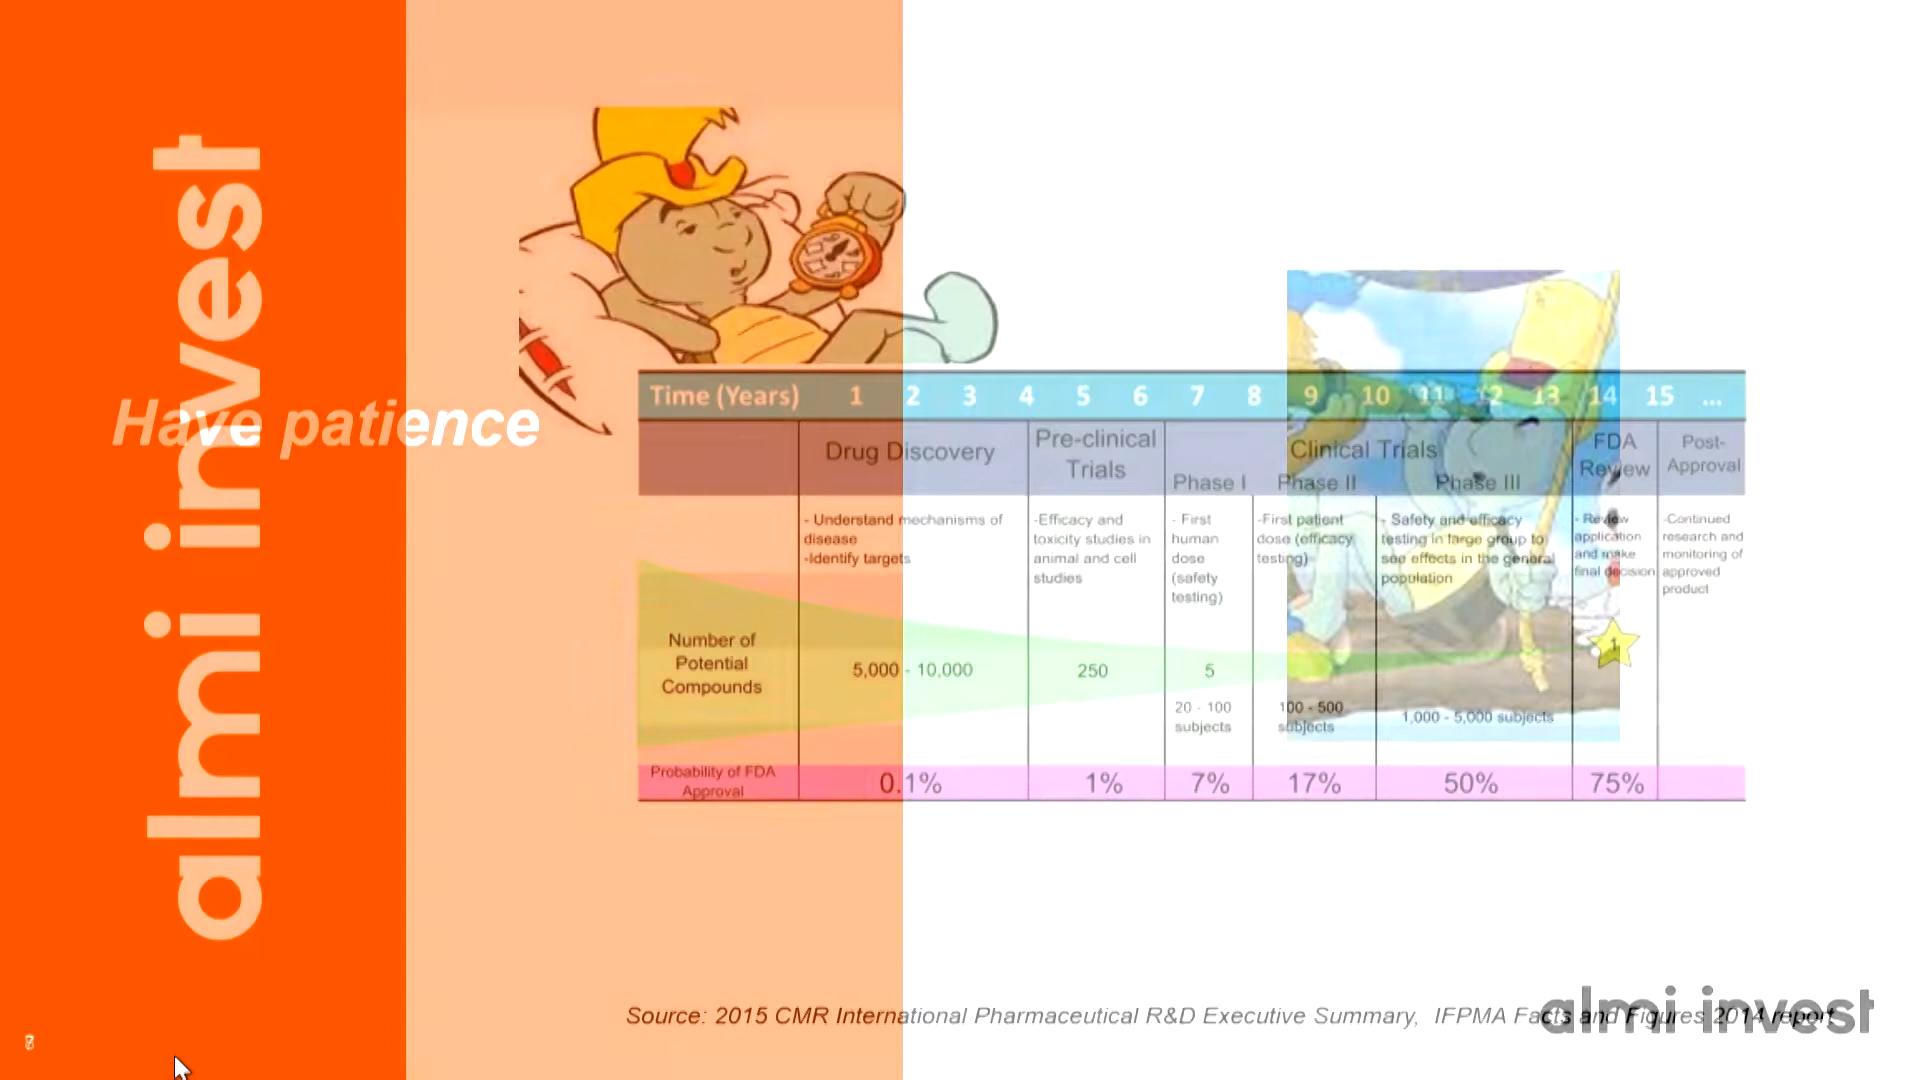 almi invest
Have patience
Time (Years) 1 2 3 4 5 6 7 8 9 10 11 12 13 14 15 ...
Drug Discovery
Pre-clinical
Trials
Clinical Trials
Phase I Phase II Phase III
FDA
Review
Post-
Approval
- Understand mechanisms of
disease
-Identify targets
-Efficacy and
toxicity studies in
animal and cell
studies
- First
human
dose
(safety
testing)
-First patient
dose (efficacy
testing)
- Safety and efficacy
testing in large group to
see effects in the general
population
- Review
application
and make
final decision
-Continued
research and
monitoring of
approved
product
Number of
Potential
Compounds
5,000 - 10,000
250
5
1
20 - 100
subjects
100 - 500
subjects
1,000 - 5,000 subjects
Probability of FDA
Approval
0.1% 1% 7% 17% 50% 75%
Source: 2015 CMR International Pharmaceutical R&D Executive Summary, IFPMA Facts and Figures 2014 report
almi invest